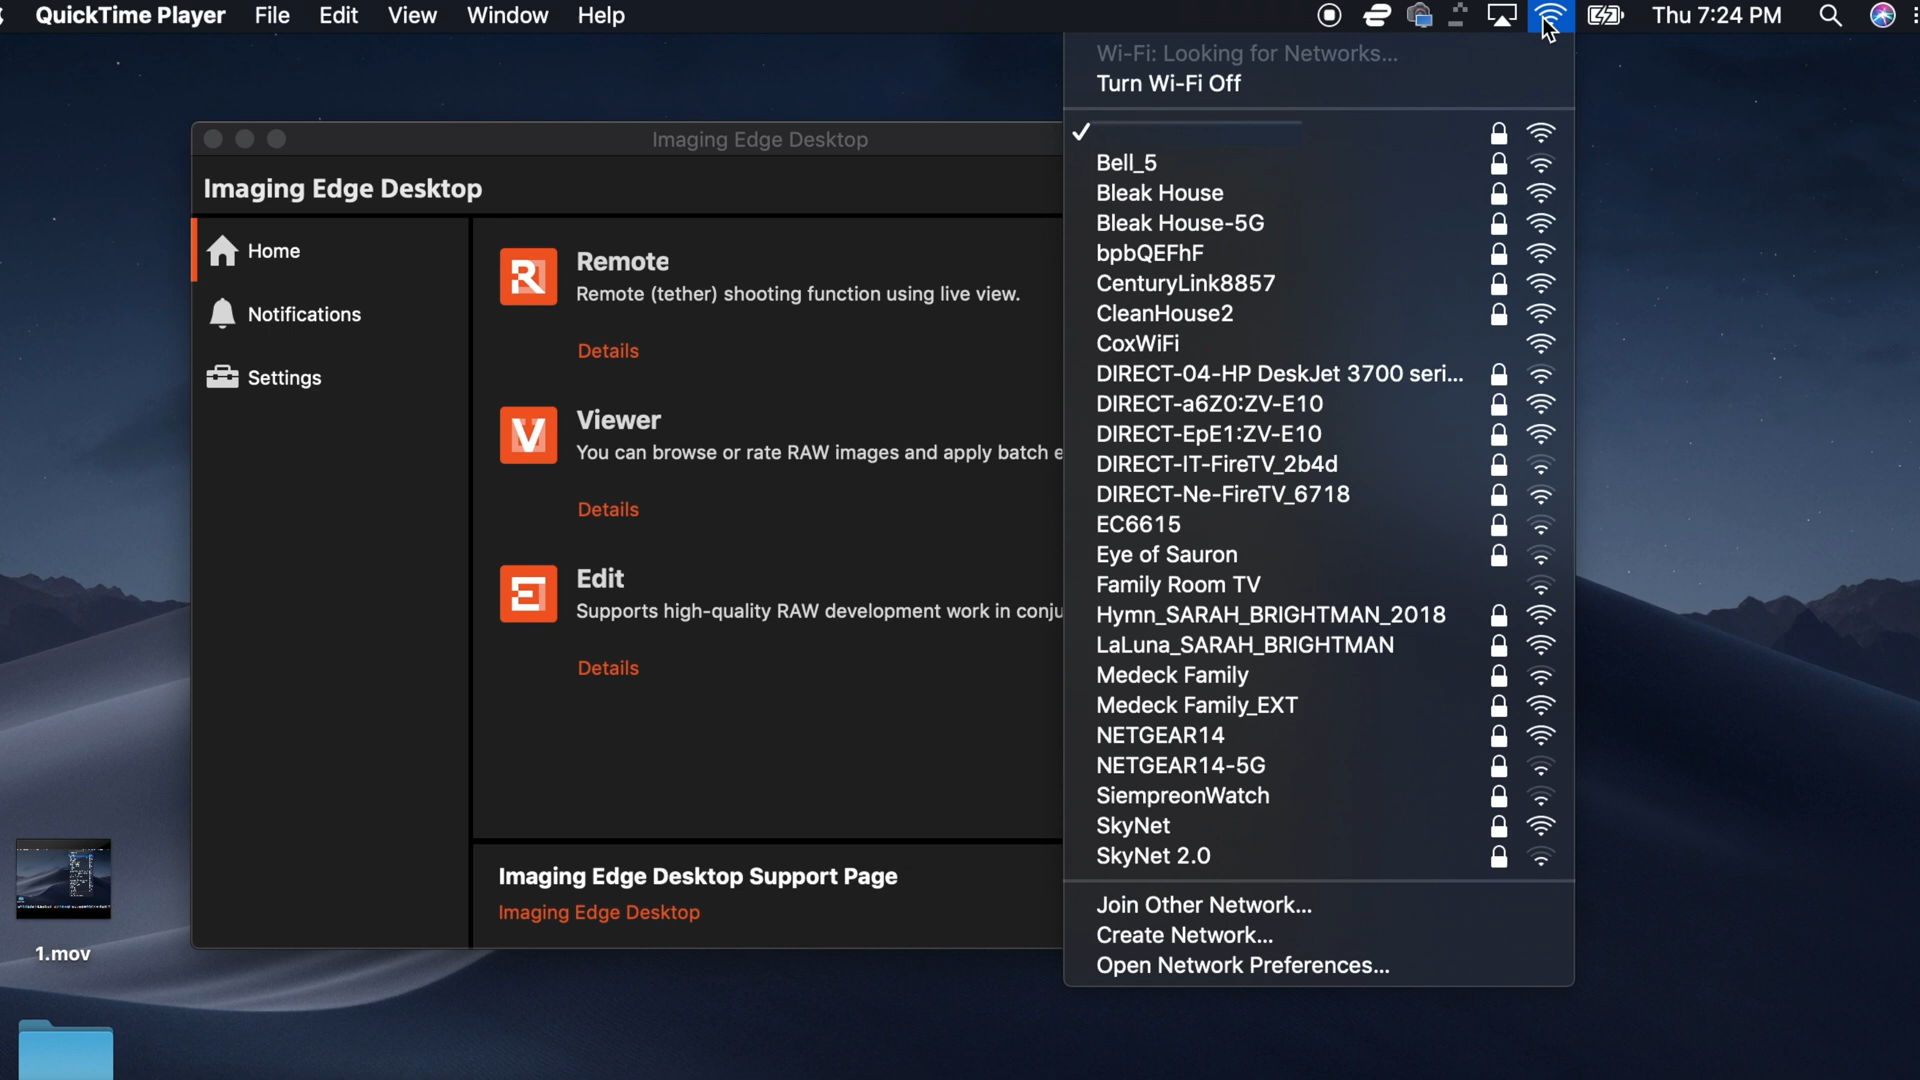 QuickTime Player File Edit View Window Help Thu 7:24 PM
Wi-Fi: Looking for Networks...
Turn Wi-Fi Off
Imaging Edge Desktop
Imaging Edge Desktop
Home
Notifications
Settings
R
Remote
Remote (tether) shooting function using live view.
Details
V
Viewer
You can browse or rate RAW images and apply batch e
Details
E
Edit
Supports high-quality RAW development work in conju
Details
Imaging Edge Desktop Support Page
Imaging Edge Desktop
Bell_5
Bleak House
Bleak House-5G
bpbQEFhF
CenturyLink8857
CleanHouse2
CoxWiFi
DIRECT-04-HP DeskJet 3700 seri...
DIRECT-a6Z0:ZV-E10
DIRECT-EpE1:ZV-E10
DIRECT-IT-FireTV_2b4d
DIRECT-Ne-FireTV_6718
EC6615
Eye of Sauron
Family Room TV
Hymn_SARAH_BRIGHTMAN_2018
LaLuna_SARAH_BRIGHTMAN
Medeck Family
Medeck Family_EXT
NETGEAR14
NETGEAR14-5G
SiempreonWatch
SkyNet
SkyNet 2.0
Join Other Network...
Create Network...
Open Network Preferences...
1.mov